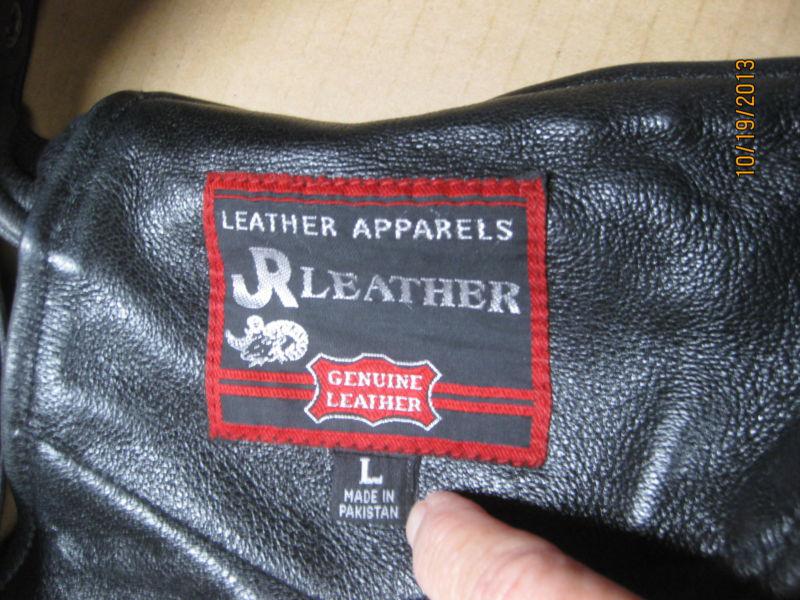 LEATHER APPARELS
JR LEATHER
GENUINE
LEATHER
L
MADE IN
PAKISTAN
10/19/2013